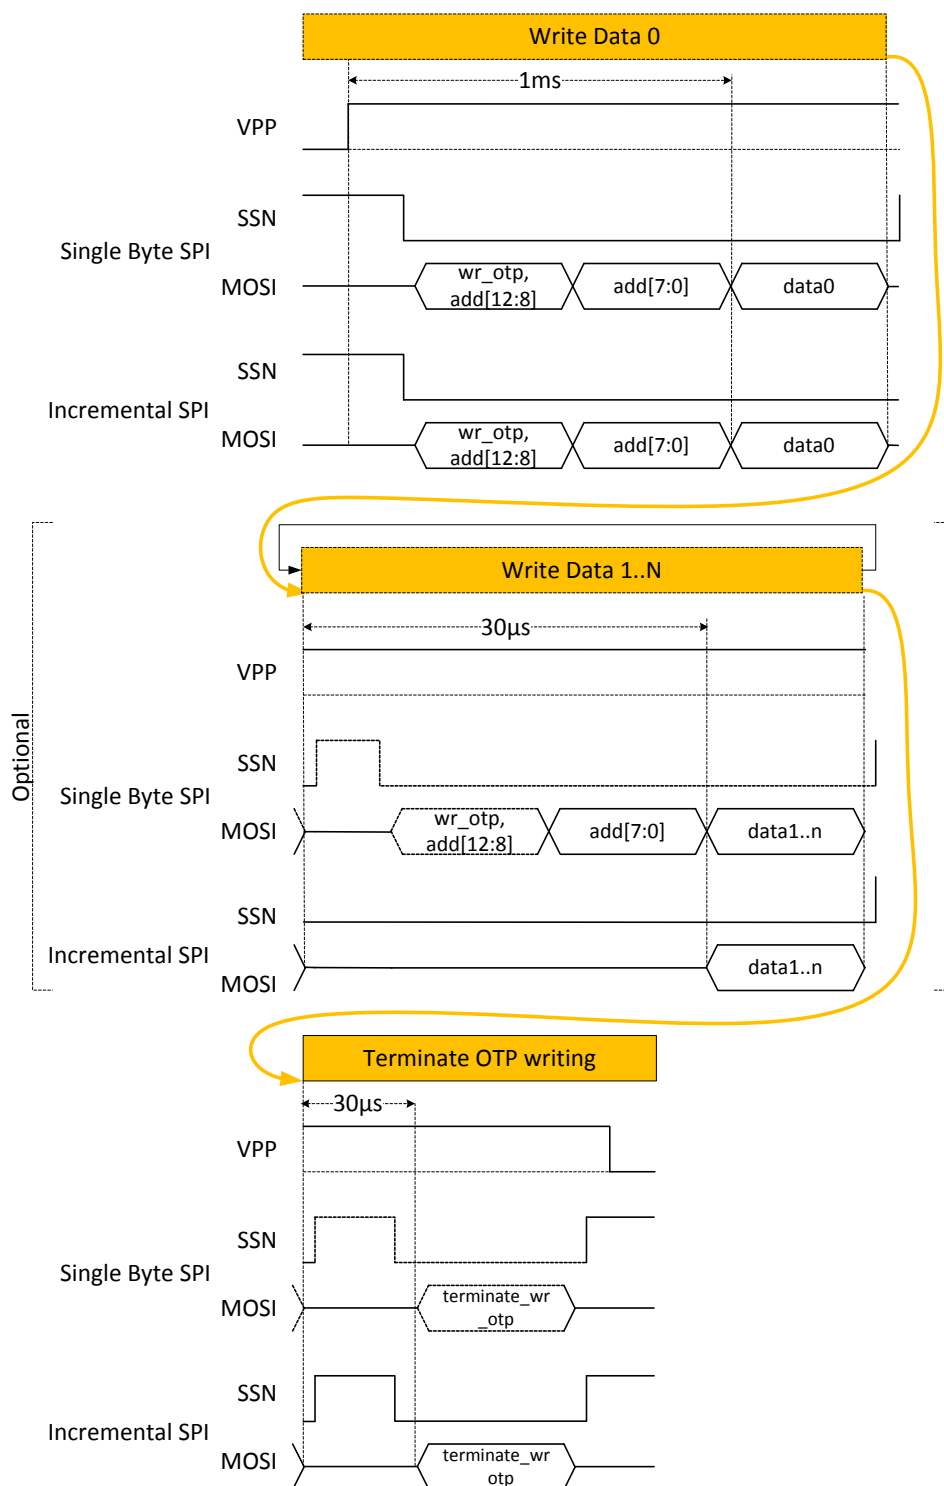 Write Data 0
1ms
VPP
SSN
Single Byte SPI
MOSI
wr_otp,
add[12:8]
add[7:0]
data0
SSN
Incremental SPI
MOSI
wr_otp,
add[12:8]
add[7:0]
data0
Optional
Write Data 1..N
30µs
VPP
SSN
Single Byte SPI
MOSI
wr_otp,
add[12:8]
add[7:0]
data1..n
SSN
Incremental SPI
MOSI
data1..n
Terminate OTP writing
30µs
VPP
SSN
Single Byte SPI
MOSI
terminate_wr
_otp
SSN
Incremental SPI
MOSI
terminate_wr
otp